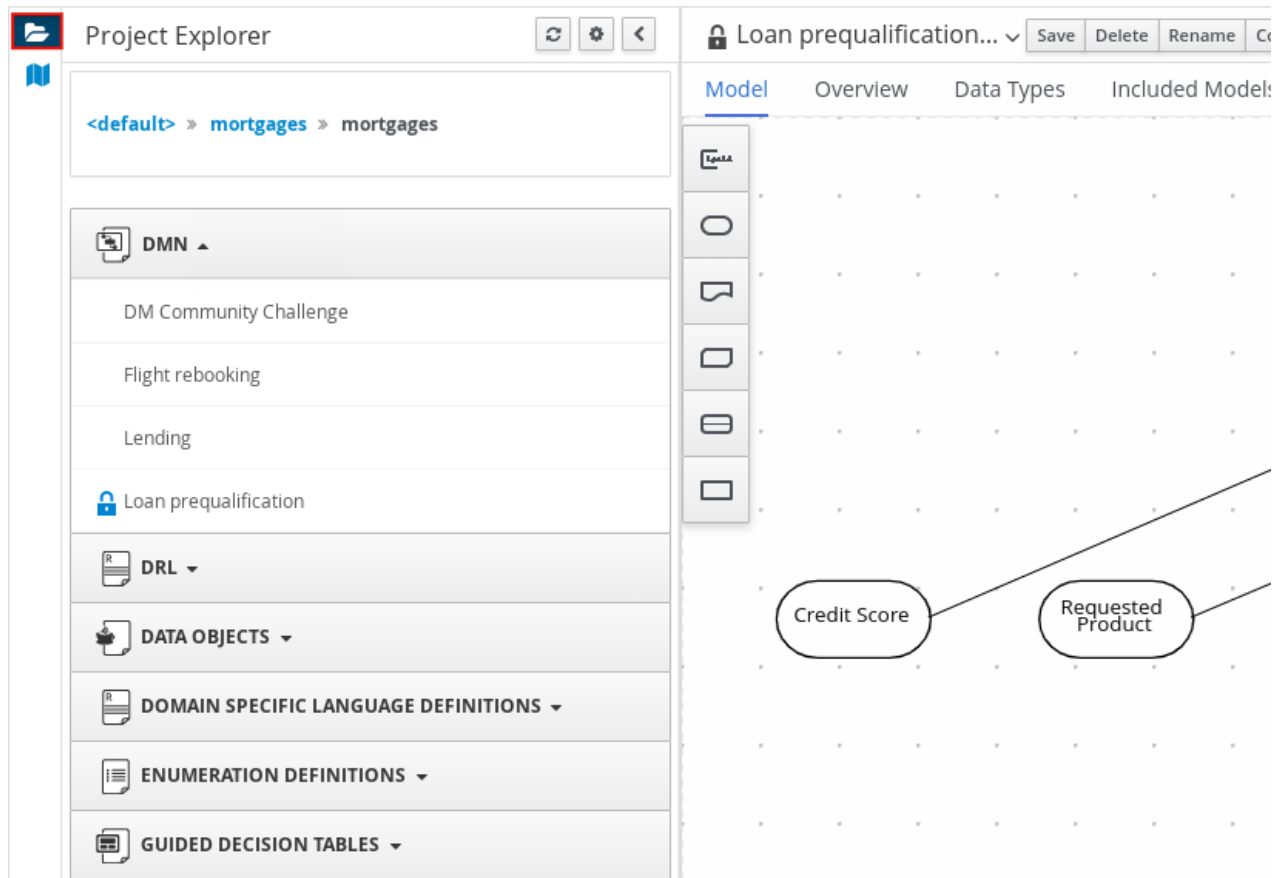 Project Explorer
<default> » mortgages » mortgages
DMN
DM Community Challenge
Flight rebooking
Lending
Loan prequalification
DRL
DATA OBJECTS
DOMAIN SPECIFIC LANGUAGE DEFINITIONS
ENUMERATION DEFINITIONS
GUIDED DECISION TABLES
Loan prequalification... Save Delete Rename
Model Overview Data Types Included Models
Credit Score
Requested
Product